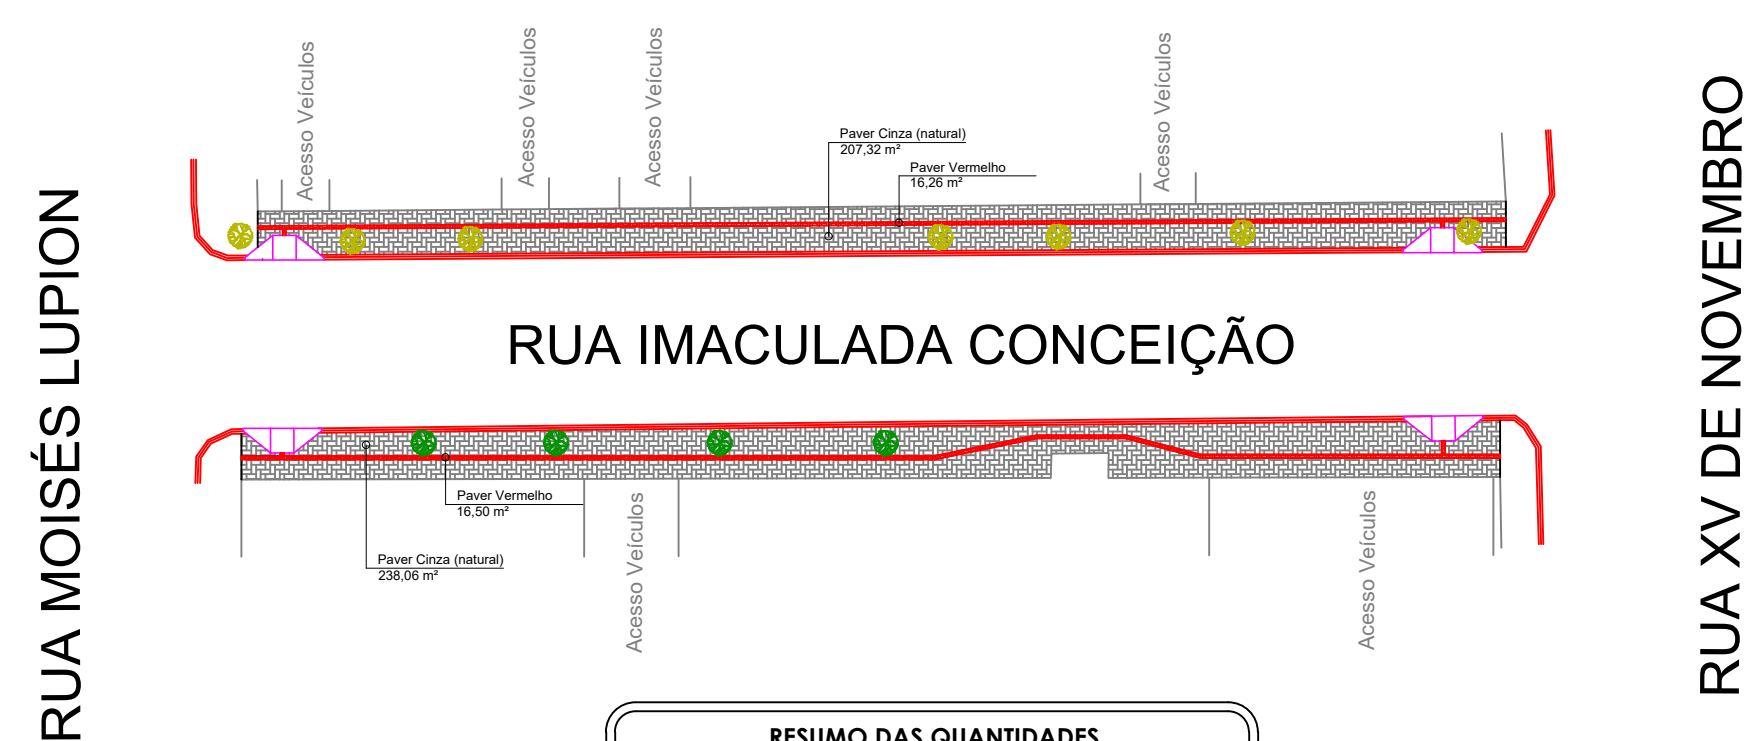 Acesso Veículos
Acesso Veículos
Acesso Veículos
Acesso Veículos
Paver Cinza (natural)
207,32 m²
Paver Vermelho
16,26 m²
RUA MOISÉS LUPION
RUA IMACULADA CONCEIÇÃO
RUA XV DE NOVEMBRO
Paver Vermelho
16,50 m²
Paver Cinza (natural)
238,06 m²
Acesso Veículos
Acesso Veículos
RESUMO DAS QUANTIDADES